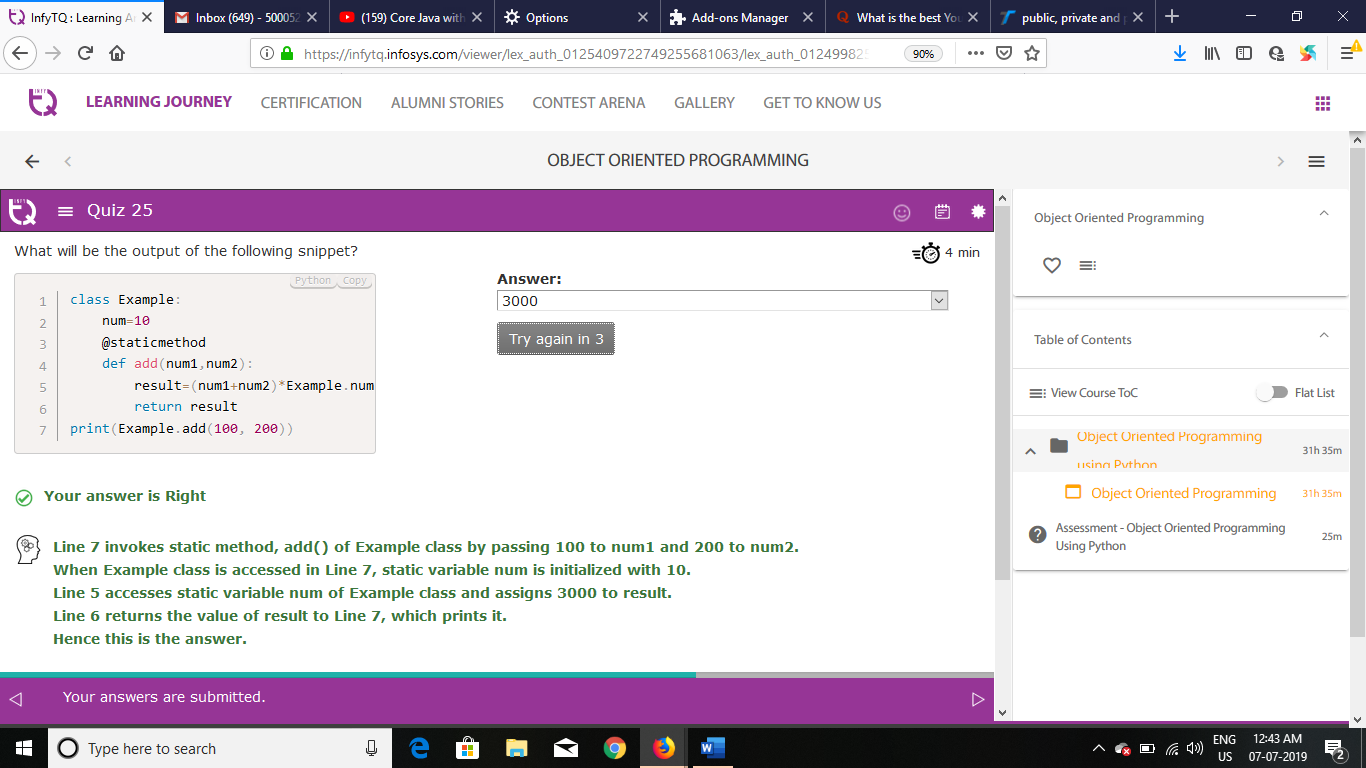 InfyTQ : Learning A
Inbox (649) - 500052
(159) Core Java with
Options
Add-ons Manager
What is the best You
public, private and p
https://infytq.infosys.com/viewer/lex_auth_0125409722749255681063/lex_auth_01249982
90%
INFY
TQ
LEARNING JOURNEY
CERTIFICATION
ALUMNI STORIES
CONTEST ARENA
GALLERY
GET TO KNOW US
OBJECT ORIENTED PROGRAMMING
Quiz 25
What will be the output of the following snippet?
4 min
Python
Copy
1 class Example:
2 num=10
3 @staticmethod
4 def add(num1,num2):
5 result=(num1+num2)*Example.num
6 return result
7 print(Example.add(100, 200))
Answer:
3000
Try again in 3
Your answer is Right
Line 7 invokes static method, add() of Example class by passing 100 to num1 and 200 to num2.
When Example class is accessed in Line 7, static variable num is initialized with 10.
Line 5 accesses static variable num of Example class and assigns 3000 to result.
Line 6 returns the value of result to Line 7, which prints it.
Hence this is the answer.
Your answers are submitted.
Object Oriented Programming
Table of Contents
View Course ToC
Flat List
Object Oriented Programming
using Python
31h 35m
Object Oriented Programming
31h 35m
Assessment - Object Oriented Programming
Using Python
25m
Type here to search
ENG
US
12:43 AM
07-07-2019
2